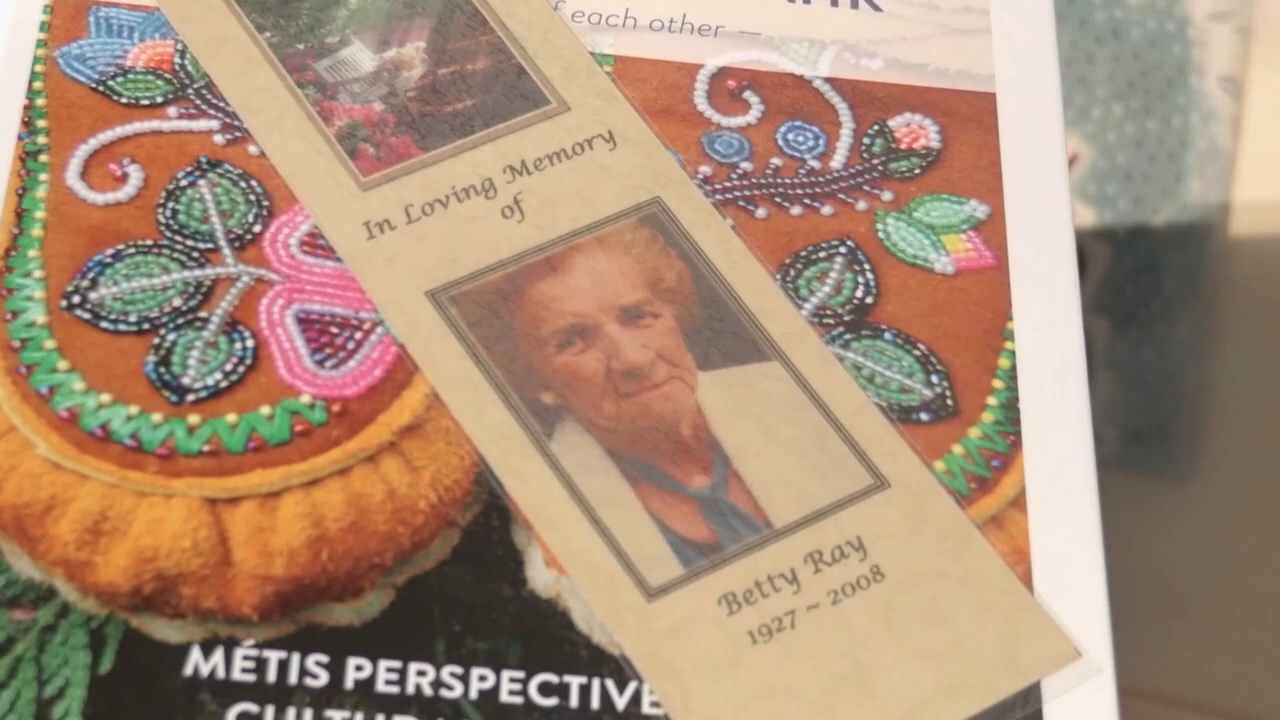 f each other —
In Loving Memory
of
Betty Ray
1927 ~ 2008
MÉTIS PERSPECTIVE